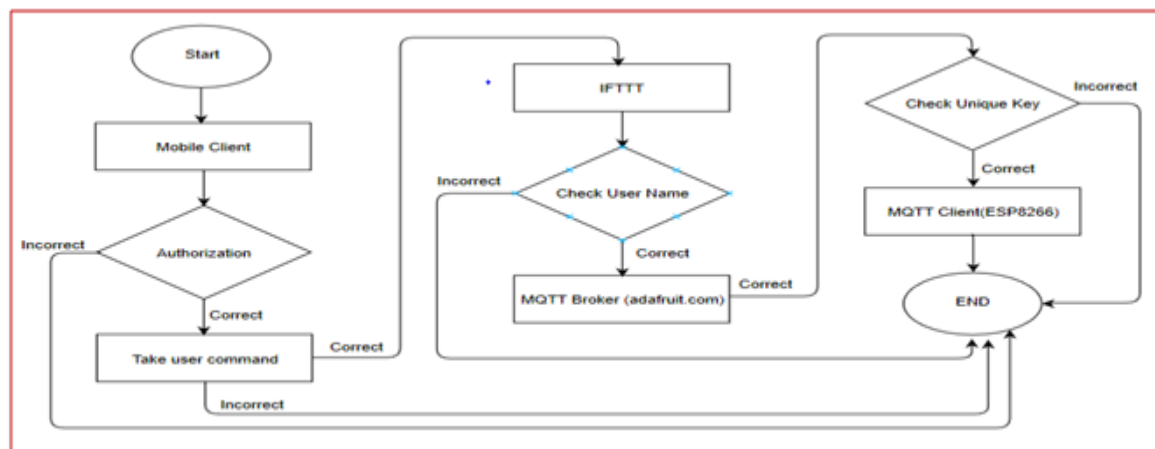 Start
Mobile Client
Authorization
Incorrect
Correct
Take user command
Correct
Incorrect
IFTTT
Check User Name
Incorrect
Correct
MQTT Broker (adafruit.com)
Correct
Check Unique Key
Incorrect
Correct
MQTT Client(ESP8266)
END